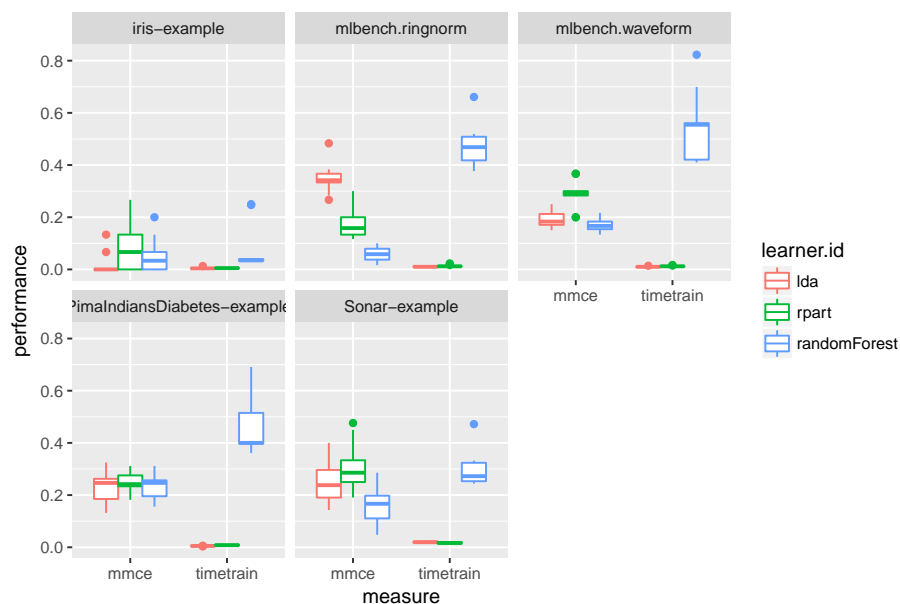 iris−example
mlbench.ringnorm
mlbench.waveform
0.8
0.6
0.4
0.2
0.0
mmce
timetrain
PimaIndiansDiabetes−example
Sonar−example
0.8
0.6
0.4
0.2
0.0
mmce
timetrain
mmce
timetrain
measure
performance
learner.id
lda
rpart
randomForest